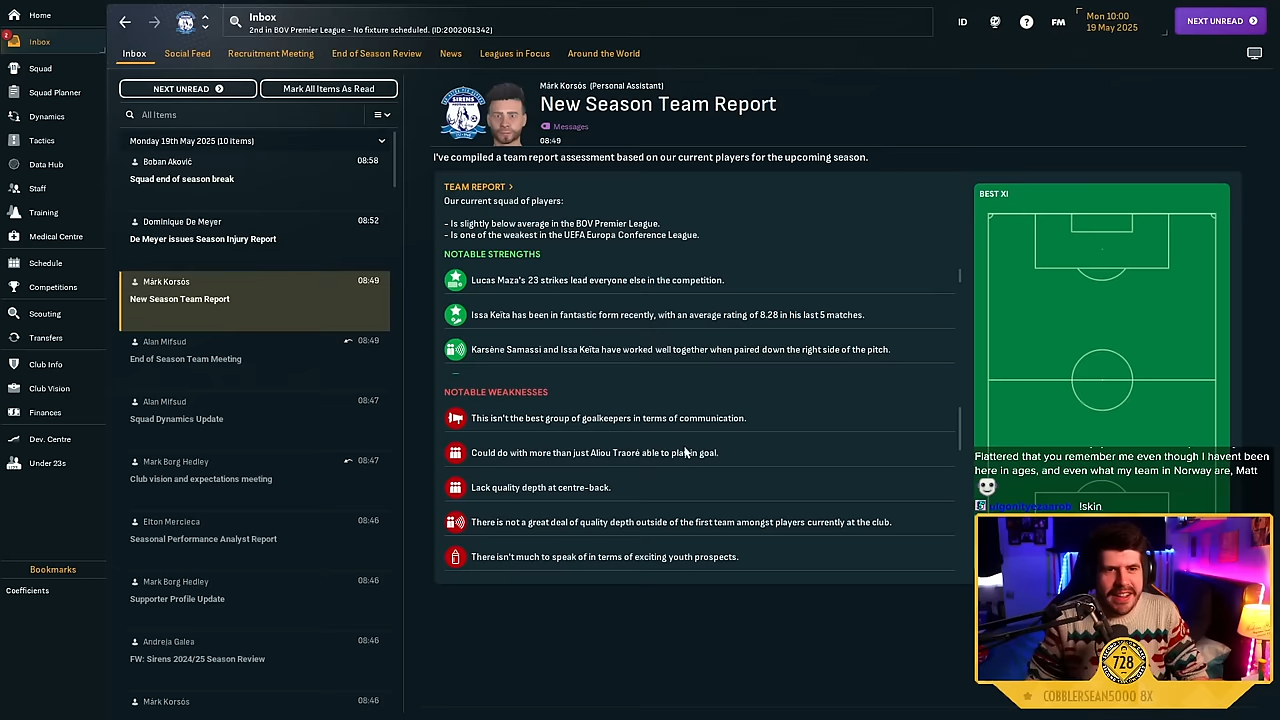 Home
Inbox
2nd in BOV Premier League - No fixture scheduled. (ID:2002061342)
ID
FM
Mon 10:00
19 May 2025
NEXT UNREAD
2
Inbox
Squad
Squad Planner
Dynamics
Tactics
Data Hub
Staff
Training
Medical Centre
Schedule
Competitions
Scouting
Transfers
Club Info
Club Vision
Finances
Dev. Centre
Under 23s
Bookmarks
Coefficients
Inbox
Social Feed
Recruitment Meeting
End of Season Review
News
Leagues in Focus
Around the World
NEXT UNREAD
Mark All Items As Read
All Items
Monday 19th May 2025 (10 items)
Boban Aković 08:58
Squad end of season break
Dominique De Meyer 08:52
De Meyer issues Season Injury Report
Márk Korsós 08:49
New Season Team Report
Alan Mifsud 08:49
End of Season Team Meeting
Alan Mifsud 08:47
Squad Dynamics Update
Mark Borg Hedley 08:47
Club vision and expectations meeting
Elton Mercieca 08:46
Seasonal Performance Analyst Report
Mark Borg Hedley 08:46
Supporter Profile Update
Andreja Galea 08:46
FW: Sirens 2024/25 Season Review
Márk Korsós 08:46
SIRENS
Márk Korsós (Personal Assistant)
New Season Team Report
Messages
08:49
I've compiled a team report assessment based on our current players for the upcoming season.
TEAM REPORT >
Our current squad of players:
- Is slightly below average in the BOV Premier League.
- Is one of the weakest in the UEFA Europa Conference League.
NOTABLE STRENGTHS
Lucas Maza's 23 strikes lead everyone else in the competition.
Issa Keïta has been in fantastic form recently, with an average rating of 8.28 in his last 5 matches.
Karsène Samassi and Issa Keïta have worked well together when paired down the right side of the pitch.
NOTABLE WEAKNESSES
This isn't the best group of goalkeepers in terms of communication.
Could do with more than just Aliou Traoré able to play in goal.
Lack quality depth at centre-back.
There is not a great deal of quality depth outside of the first team amongst players currently at the club.
There isn't much to speak of in terms of exciting youth prospects.
BEST XI
Flattered that you remember me even though I havent been
here in ages, and even what my team in Norway are, Matt
!skin
728
COBBLERSEAN5000 8X